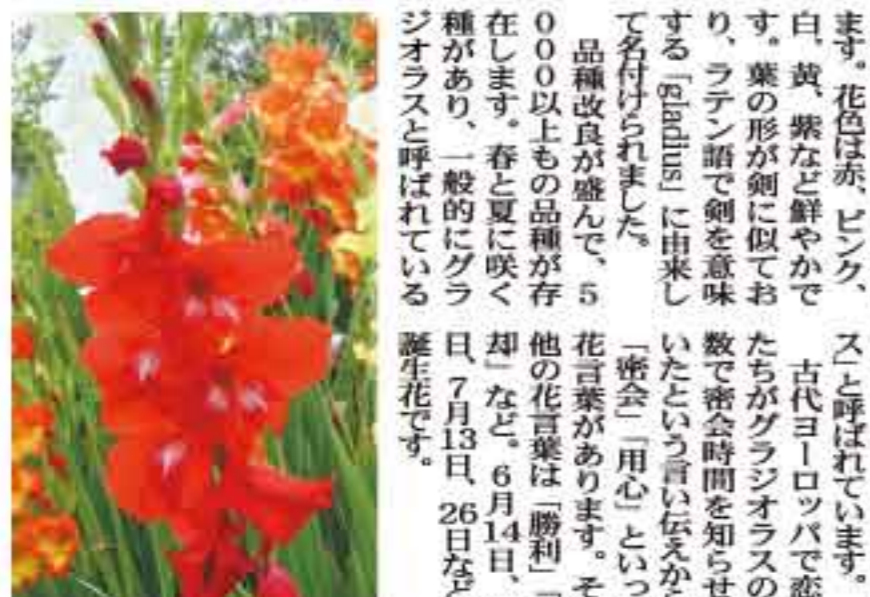 ます。花色は赤、ピンク、
白、黄、紫など鮮やかで
す。葉の形が剣に似てお
り、ラテン語で剣を意味
する「gladius」に由来し
て名付けられました。
品種改良が盛んで、5
000以上もの品種が存
在します。春と夏に咲く
種があり、一般的にグラ
ジオラスと呼ばれている
ス」と呼ばれています。
古代ヨーロッパで恋
たちがグラジオラスの
数で密会時間を知らせ
いたという言い伝えから
「密会」「用心」といっ
花言葉があります。そ
他の花言葉は「勝利」「
却」など。6月14日、
日、7月13日、26日など
誕生花です。